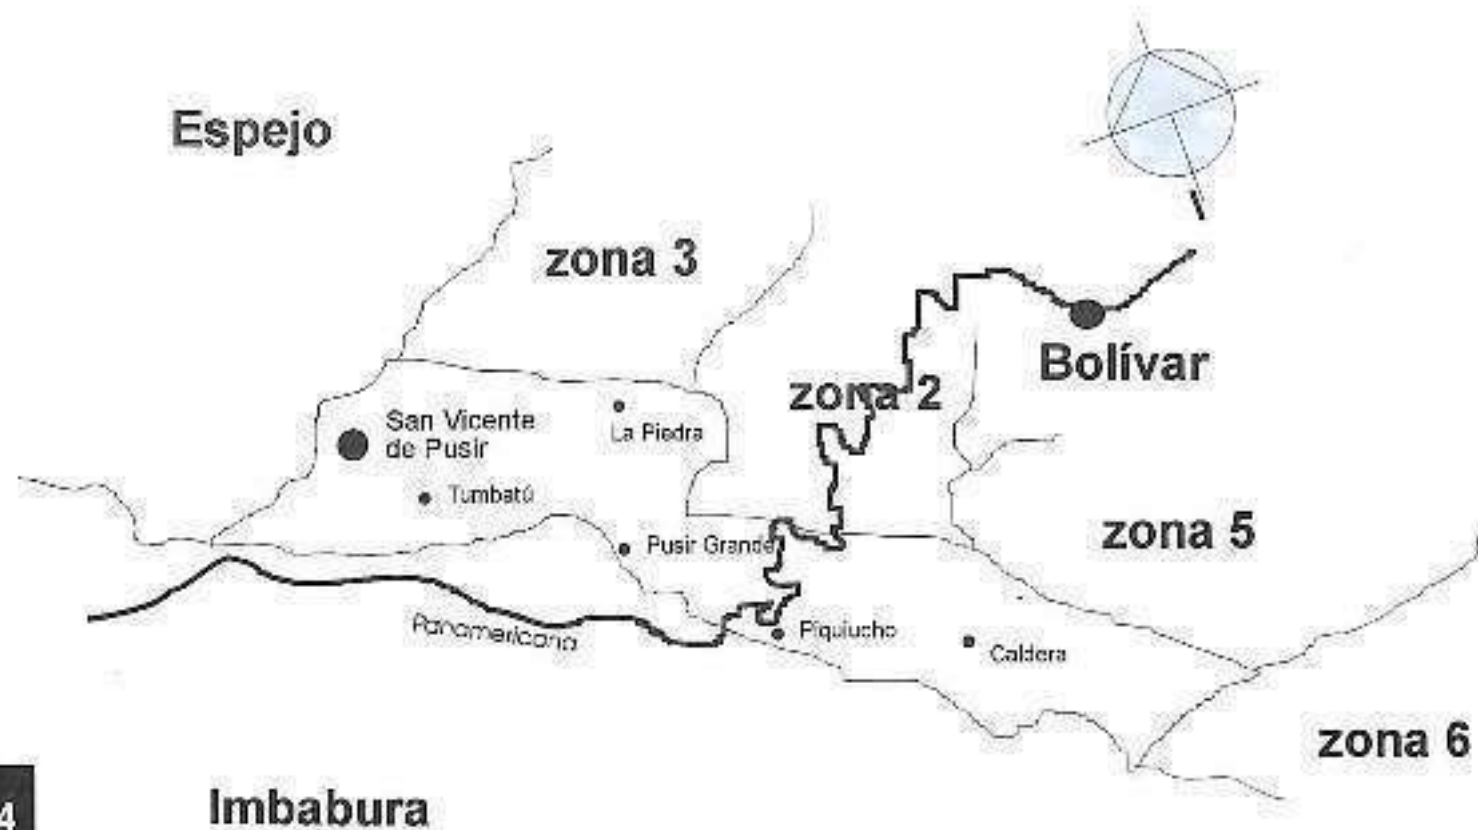 Espejo
zona 3
Bolívar
zona 2
San Vicente
de Pusir
La Piedra
Tumbatú
zona 5
Pusir Grande
Panamericana
Piquiucho
Caldera
zona 6
Imbabura
4